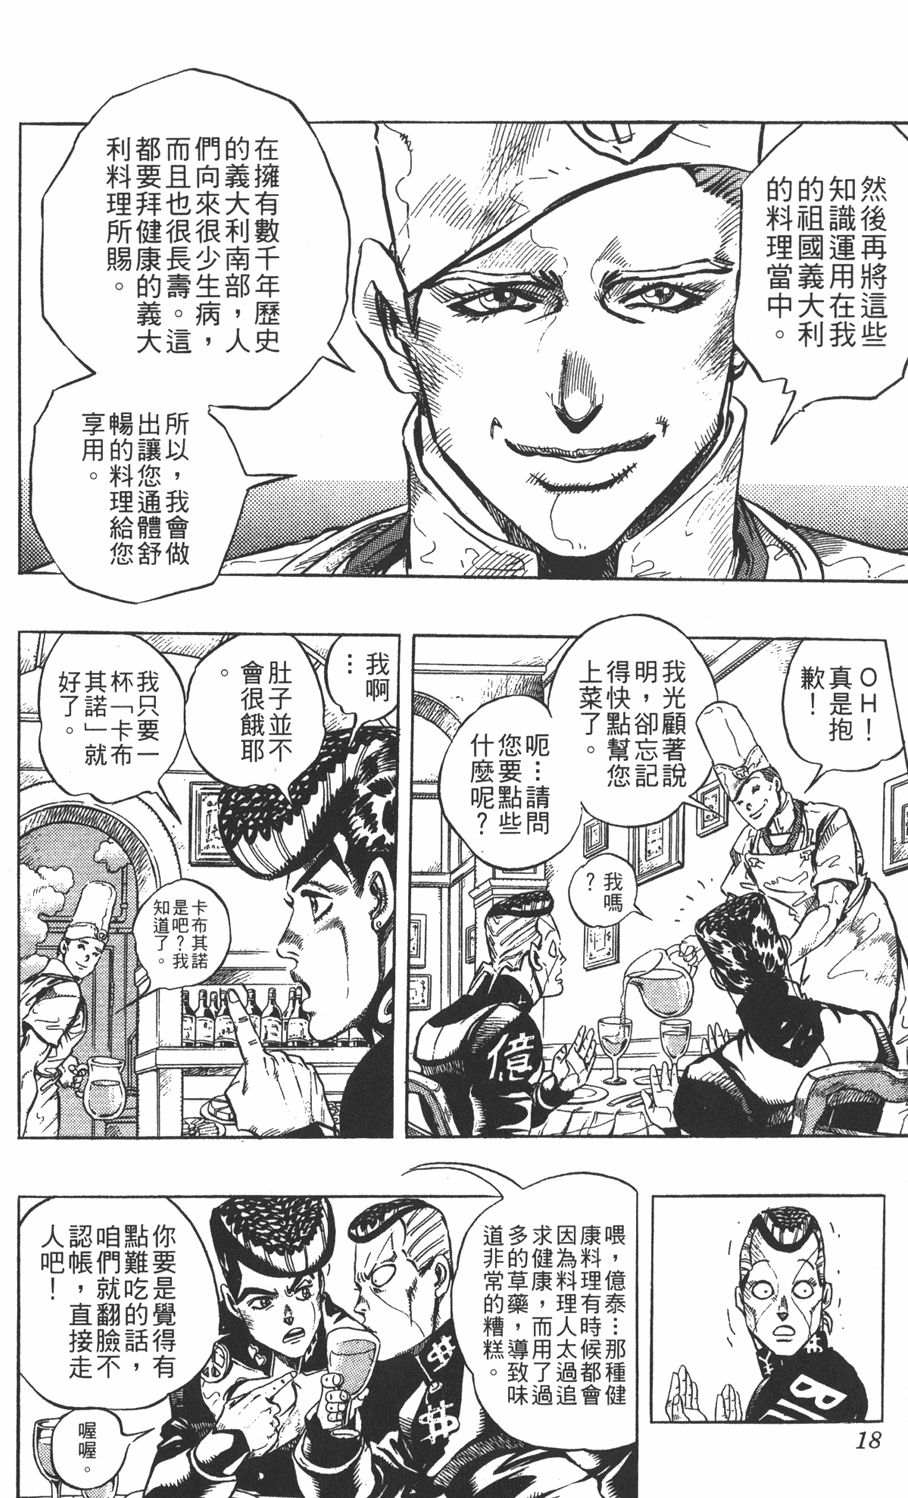 然後再將這些
知識運用在我
的祖國義大利
的料理當中。
在擁有數千年歷史
的義大利南部，人
們向來很少生病，
而且也很長壽。這
都要拜健康的義大
利料理所賜。
所以，我會做
出讓您通體舒
暢的料理給您
享用。
OH！
真是抱
歉！
我光顧著說
明，卻忘記
得快點幫您
上菜了。
呃…請問
您要點些
什麼呢？
我嗎
？
億
我啊
…
肚子並不
會很餓耶
。
我只要一
杯「卡布
其諾」就
好了。
卡布其諾
是吧？我
知道了。
BIL
喂，億泰…那種健
康料理有時候都會
因為料理人太過追
求健康，而用了過
多的草藥，導致味
道非常的糟糕。
$
$
你要是覺得有
點難吃的話，
咱們就翻臉不
認帳，直接走
人吧！
喔喔。
18